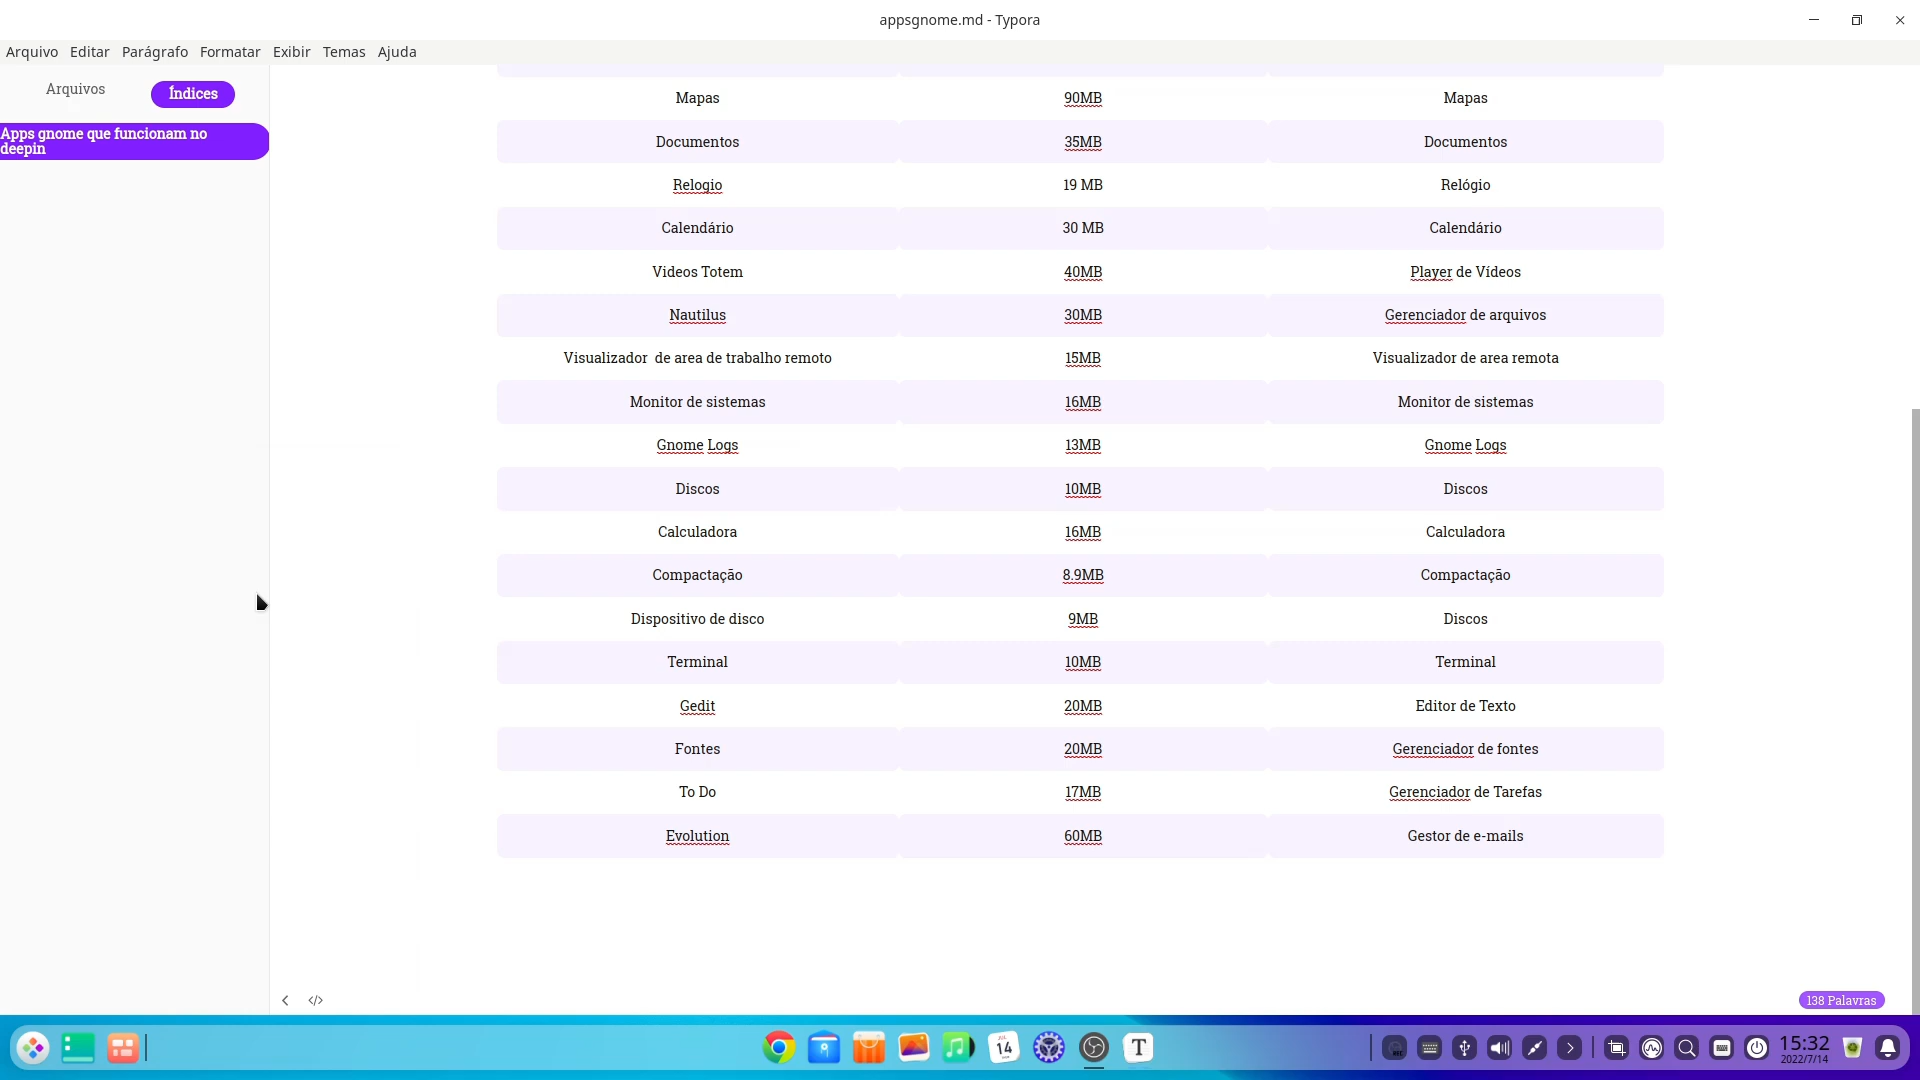 appsgnome.md - Typora
Arquivo Editar Parágrafo Formatar Exibir Temas Ajuda
Arquivos Índices
Apps gnome que funcionam no
deepin
Mapas 90MB Mapas
Documentos 35MB Documentos
Relogio 19 MB Relógio
Calendário 30 MB Calendário
Videos Totem 40MB Player de Vídeos
Nautilus 30MB Gerenciador de arquivos
Visualizador  de area de trabalho remoto 15MB Visualizador de area remota
Monitor de sistemas 16MB Monitor de sistemas
Gnome Logs 13MB Gnome Logs
Discos 10MB Discos
Calculadora 16MB Calculadora
Compactação 8.9MB Compactação
Dispositivo de disco 9MB Discos
Terminal 10MB Terminal
Gedit 20MB Editor de Texto
Fontes 20MB Gerenciador de fontes
To Do 17MB Gerenciador de Tarefas
Evolution 60MB Gestor de e-mails
138 Palavras
14
T
15:32
2022/7/14